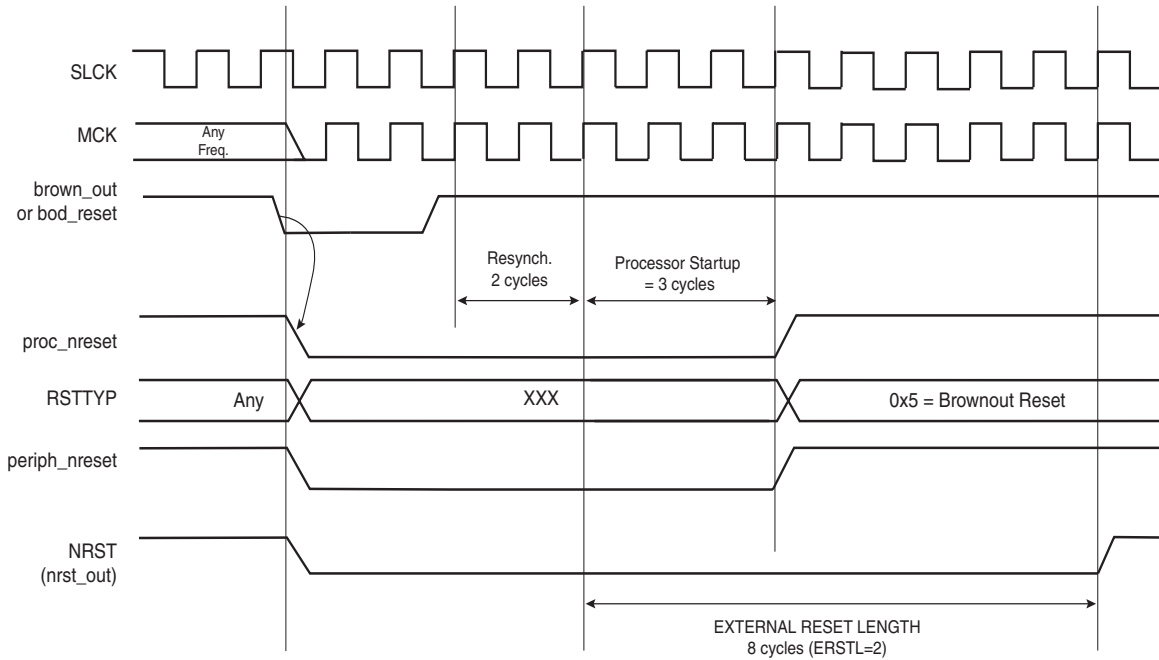 SLCK
MCK
Any
Freq.
brown_out
or bod_reset
Resynch.
2 cycles
Processor Startup
= 3 cycles
proc_nreset
RSTTYP
Any
XXX
0x5 = Brownout Reset
periph_nreset
NRST
(nrst_out)
EXTERNAL RESET LENGTH
8 cycles (ERSTL=2)